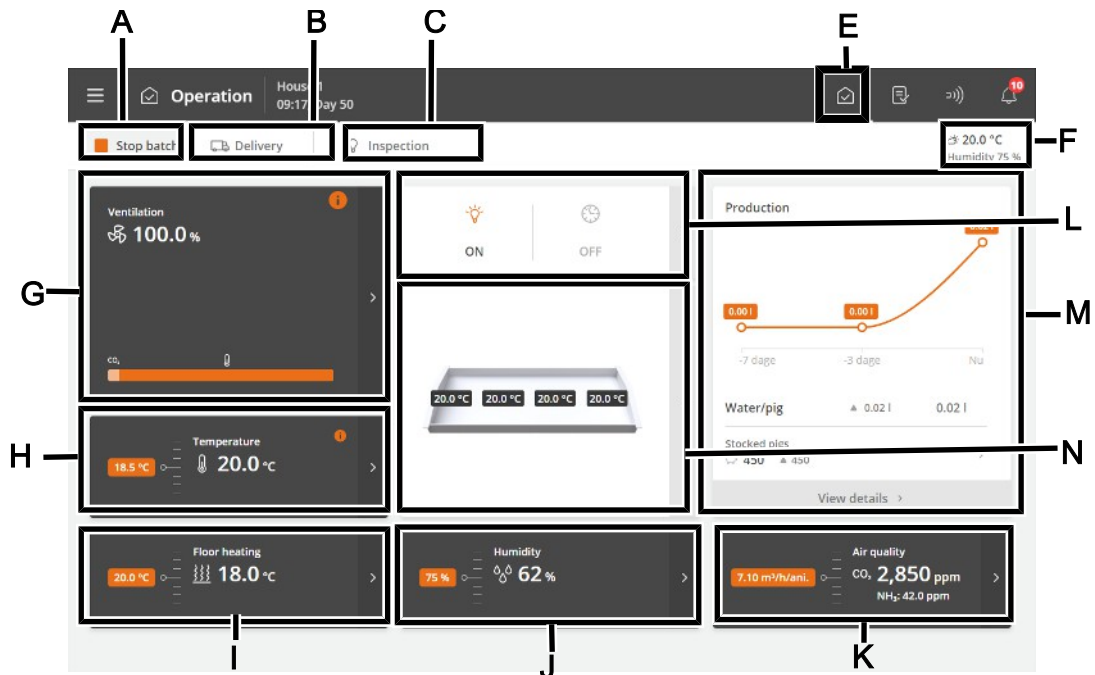 A
B
C
E
Operation
House 1
09:17 Day 50
10
Stop batch
Delivery
Inspection
20.0 °C
Humidity 75 %
F
Ventilation
100.0 %
CO₂
G
ON
OFF
L
Production
0.02 l
0.00 l
0.00 l
-7 dage
-3 dage
Nu
M
Water/pig
0.02 l
0.02 l
Stocked pigs
450
450
View details
20.0 °C
20.0 °C
20.0 °C
20.0 °C
N
H
Temperature
18.5 °C
20.0 °C
Floor heating
20.0 °C
18.0 °C
I
Humidity
75 %
62 %
J
Air quality
7.10 m³/h/ani.
CO₂ 2,850 ppm
NH₃: 42.0 ppm
K